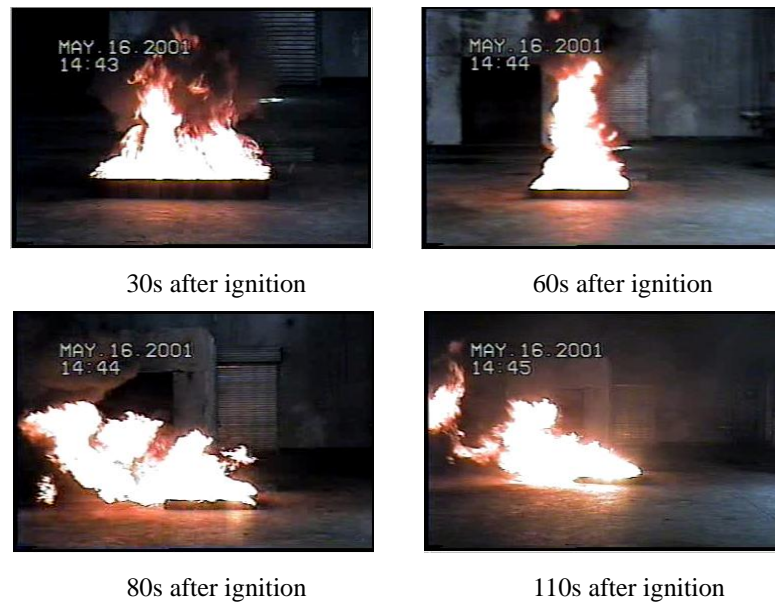 MAY.16.2001
14:43
MAY.16.2001
14:44
30s after ignition
60s after ignition
MAY.16.2001
14:44
MAY.16.2001
14:45
80s after ignition
110s after ignition